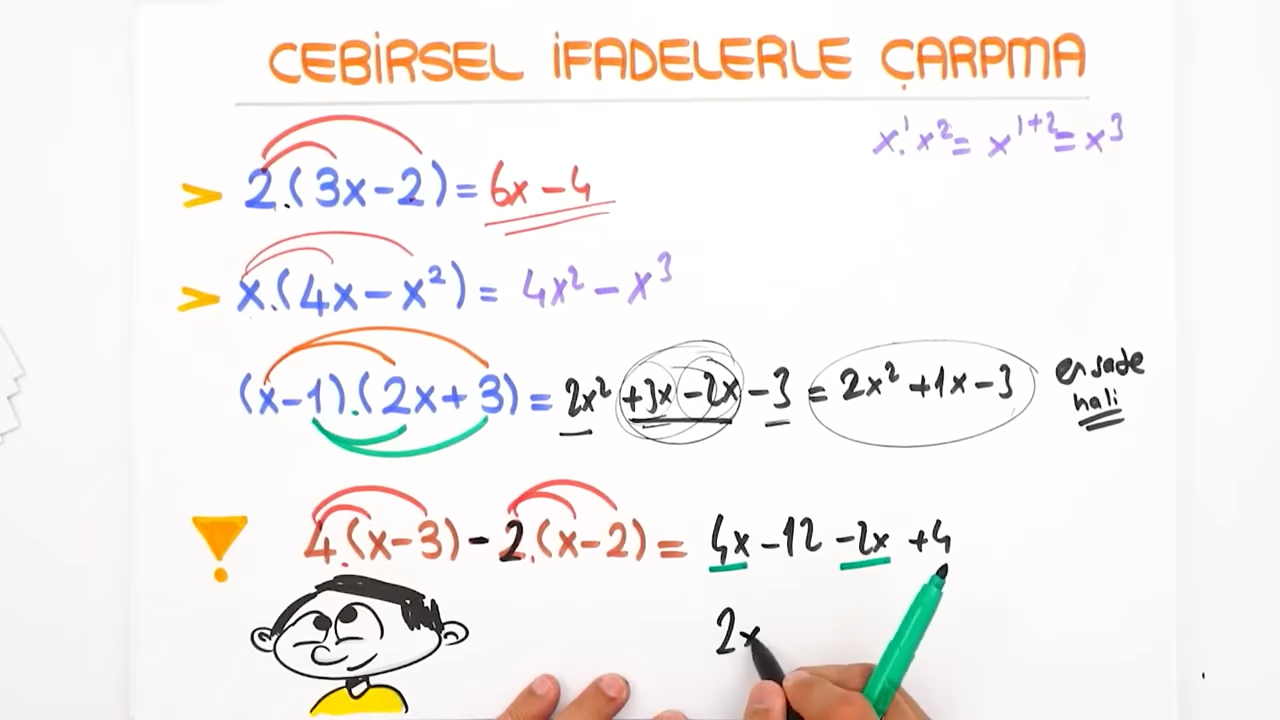 CEBİRSEL İFADELERLE ÇARPMA
x¹.x² = x¹⁺² = x³
> 2.(3x-2) = 6x - 4
> x.(4x-x²) = 4x² - x³
(x-1).(2x+3) = 2x² +3x -2x -3 = 2x² +1x -3 en sade hali
4.(x-3) - 2.(x-2) = 4x -12 -2x +4
2x